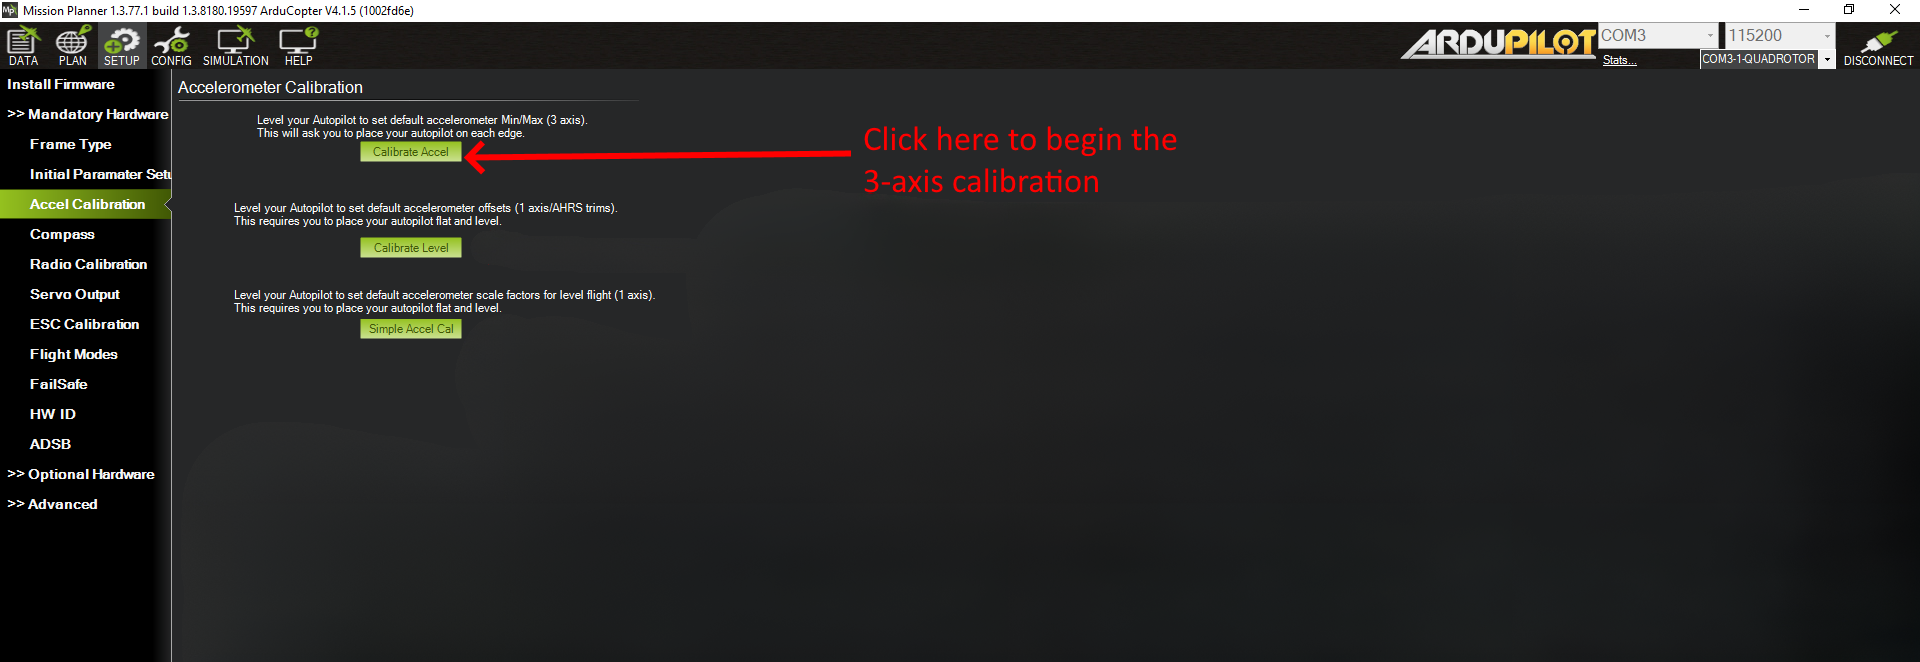 Mp
Mission Planner 1.3.77.1 build 1.3.8180.19597 ArduCopter V4.1.5 (1002fd6e)
DATA
PLAN
SETUP
CONFIG
SIMULATION
HELP
ARDUPILOT
COM3
115200
Stats...
COM3-1-QUADROTOR
DISCONNECT
Install Firmware
>> Mandatory Hardware
Frame Type
Initial Paramater Setu
Accel Calibration
Compass
Radio Calibration
Servo Output
ESC Calibration
Flight Modes
FailSafe
HW ID
ADSB
>> Optional Hardware
>> Advanced
Accelerometer Calibration
Level your Autopilot to set default accelerometer Min/Max (3 axis).
This will ask you to place your autopilot on each edge.
Calibrate Accel
Click here to begin the
3-axis calibration
Level your Autopilot to set default accelerometer offsets (1 axis/AHRS trims).
This requires you to place your autopilot flat and level.
Calibrate Level
Level your Autopilot to set default accelerometer scale factors for level flight (1 axis).
This requires you to place your autopilot flat and level.
Simple Accel Cal